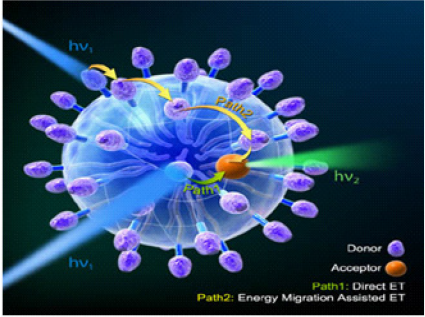 hν₁
Path2
Path1
hν₂
hν₁
Donor
Acceptor
Path1: Direct ET
Path2: Energy Migration Assisted ET